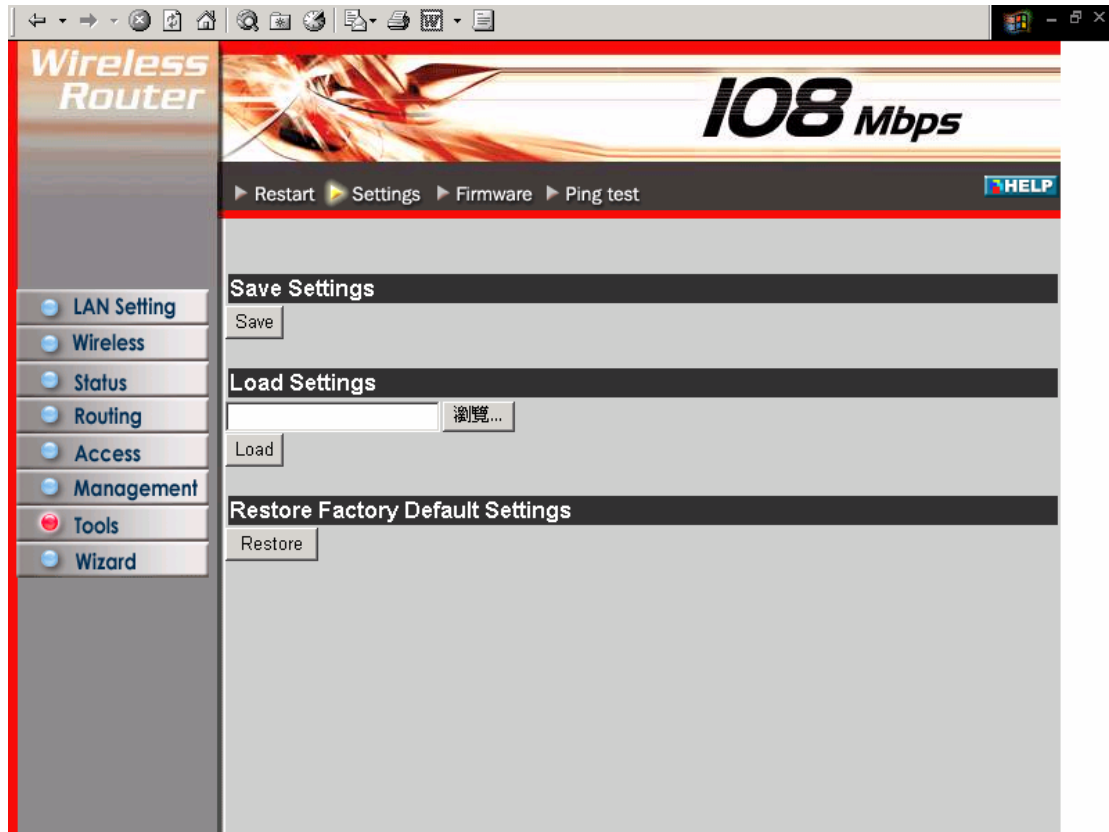 Wireless
Router
108 Mbps
Restart Settings Firmware Ping test
HELP
LAN Setting
Wireless
Status
Routing
Access
Management
Tools
Wizard
Save Settings
Save
Load Settings
瀏覽...
Load
Restore Factory Default Settings
Restore